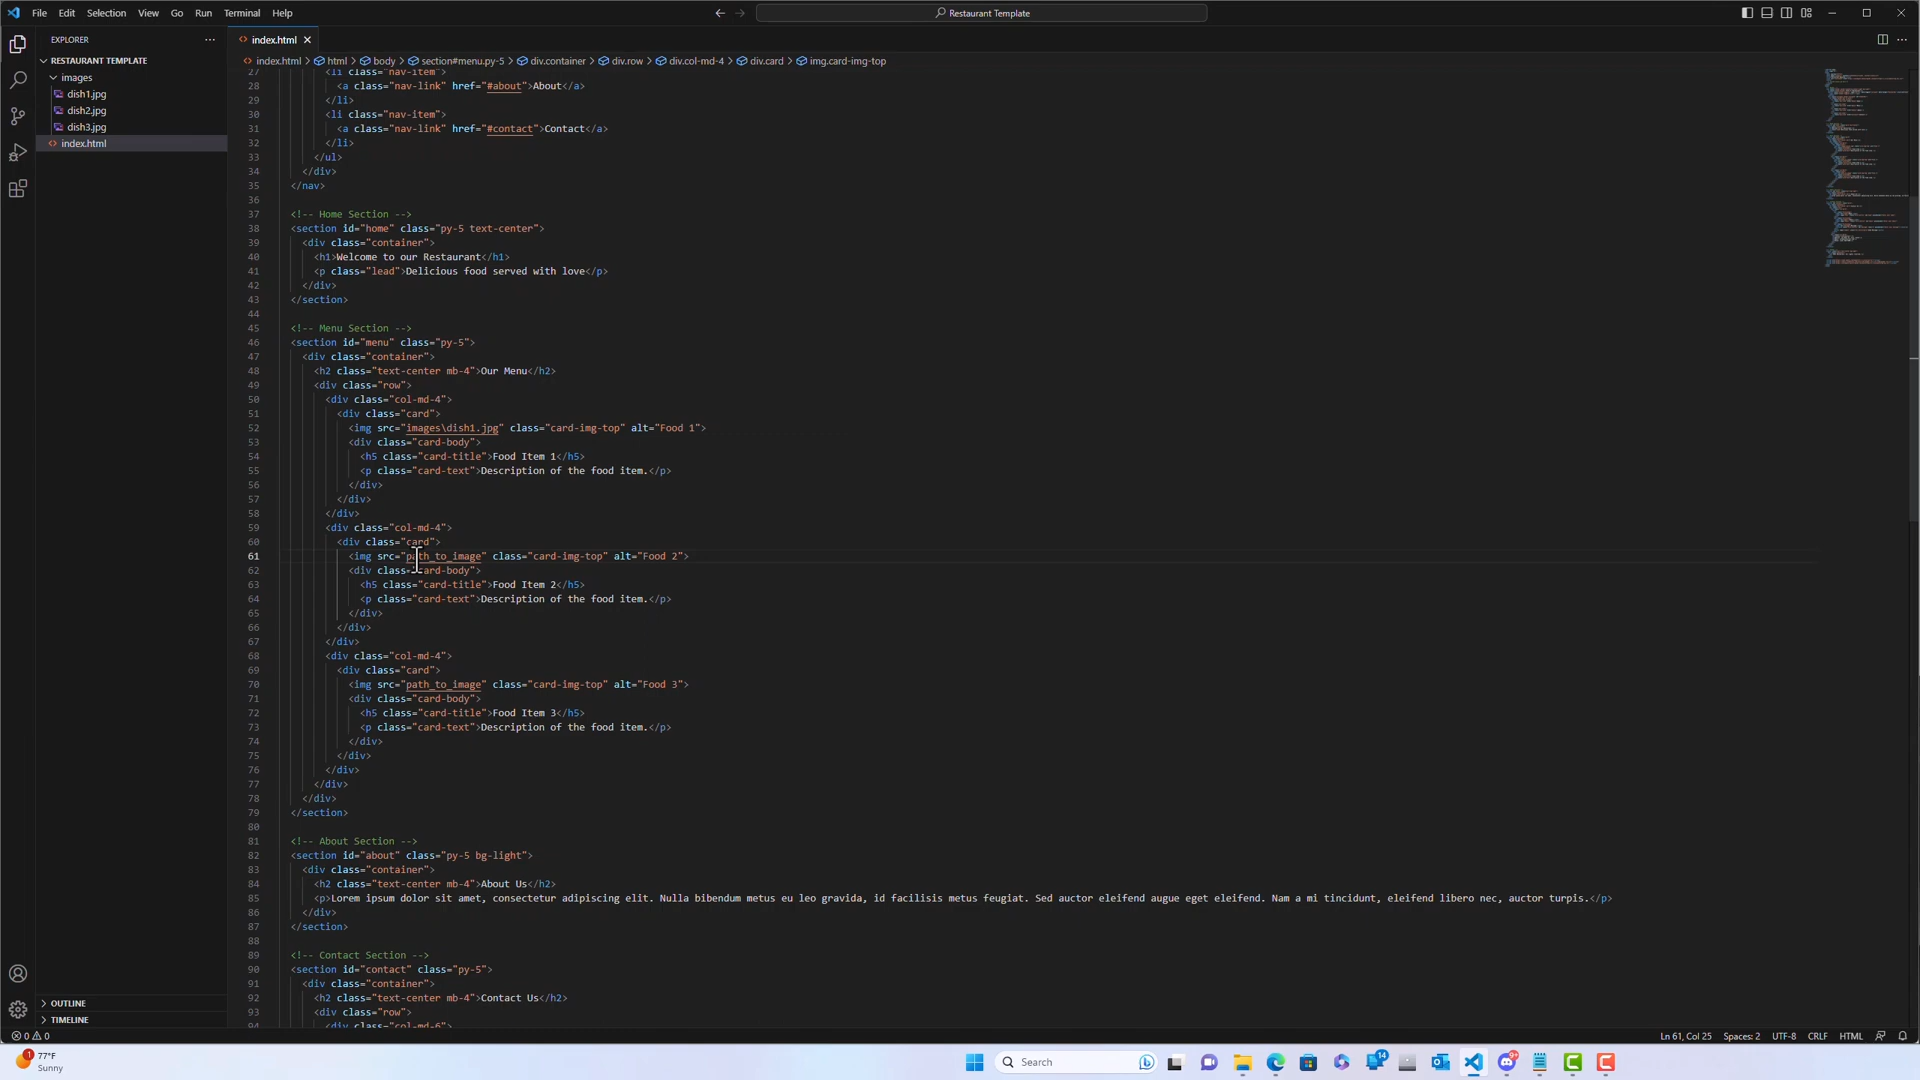 File Edit Selection View Go Run Terminal Help
Restaurant Template
EXPLORER
index.html
RESTAURANT TEMPLATE
index.html > html > body > section#menu.py-5 > div.container > div.row > div.col-md-4 > div.card > img.card-img-top
images
dish1.jpg
dish2.jpg
dish3.jpg
index.html
27 <li class="nav-item">
28 <a class="nav-link" href="#about">About</a>
29 </li>
30 <li class="nav-item">
31 <a class="nav-link" href="#contact">Contact</a>
32 </li>
33 </ul>
34 </div>
35 </nav>
36
37 <!-- Home Section -->
38 <section id="home" class="py-5 text-center">
39 <div class="container">
40 <h1>Welcome to our Restaurant</h1>
41 <p class="lead">Delicious food served with love</p>
42 </div>
43 </section>
44
45 <!-- Menu Section -->
46 <section id="menu" class="py-5">
47 <div class="container">
48 <h2 class="text-center mb-4">Our Menu</h2>
49 <div class="row">
50 <div class="col-md-4">
51 <div class="card">
52 <img src="images\dish1.jpg" class="card-img-top" alt="Food 1">
53 <div class="card-body">
54 <h5 class="card-title">Food Item 1</h5>
55 <p class="card-text">Description of the food item.</p>
56 </div>
57 </div>
58 </div>
59 <div class="col-md-4">
60 <div class="card">
61 <img src="path_to_image" class="card-img-top" alt="Food 2">
62 <div class="card-body">
63 <h5 class="card-title">Food Item 2</h5>
64 <p class="card-text">Description of the food item.</p>
65 </div>
66 </div>
67 </div>
68 <div class="col-md-4">
69 <div class="card">
70 <img src="path_to_image" class="card-img-top" alt="Food 3">
71 <div class="card-body">
72 <h5 class="card-title">Food Item 3</h5>
73 <p class="card-text">Description of the food item.</p>
74 </div>
75 </div>
76 </div>
77 </div>
78 </div>
79 </section>
80
81 <!-- About Section -->
82 <section id="about" class="py-5 bg-light">
83 <div class="container">
84 <h2 class="text-center mb-4">About Us</h2>
85 <p>Lorem ipsum dolor sit amet, consectetur adipiscing elit. Nulla bibendum metus eu leo gravida, id facilisis metus feugiat. Sed auctor eleifend augue eget eleifend. Nam a mi tincidunt, eleifend libero nec, auctor turpis.</p>
86 </div>
87 </section>
88
89 <!-- Contact Section -->
90 <section id="contact" class="py-5">
91 <div class="container">
92 <h2 class="text-center mb-4">Contact Us</h2>
93 <div class="row">
94 <div class="col-md-6">
OUTLINE
TIMELINE
0 0
Ln 61, Col 25 Spaces: 2 UTF-8 CRLF HTML
1
77°F
Sunny
Search
14
9+